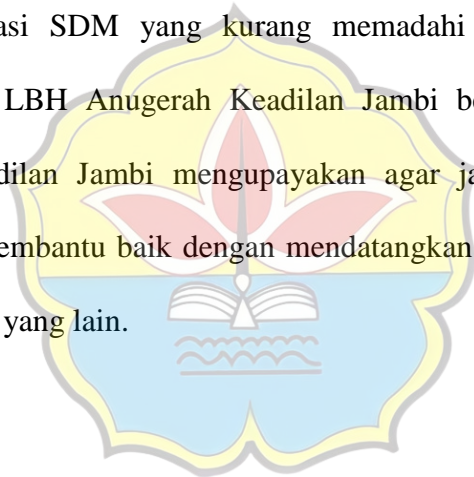 asi SDM yang kurang memadahi
LBH Anugerah Keadilan Jambi be
dilan Jambi mengupayakan agar ja
embantu baik dengan mendatangkan
yang lain.